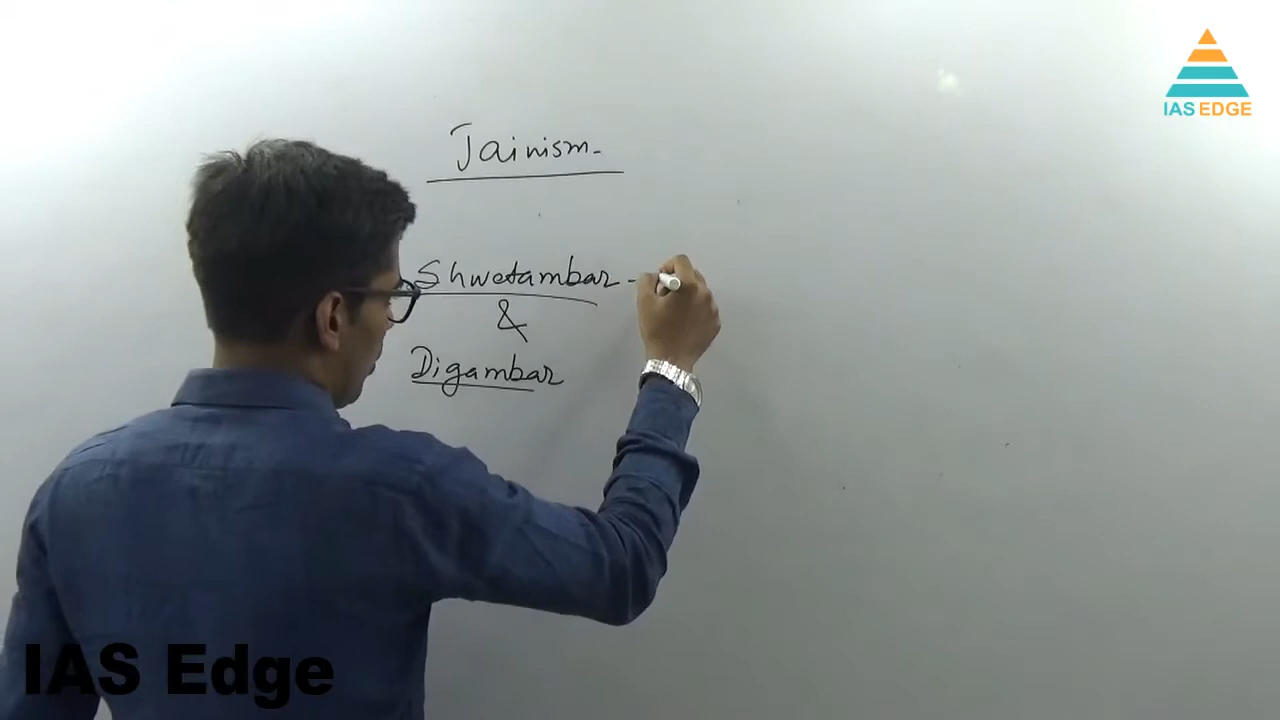 IAS EDGE
Jainism-
Shwetambar -
&
Digambar
IAS Edge